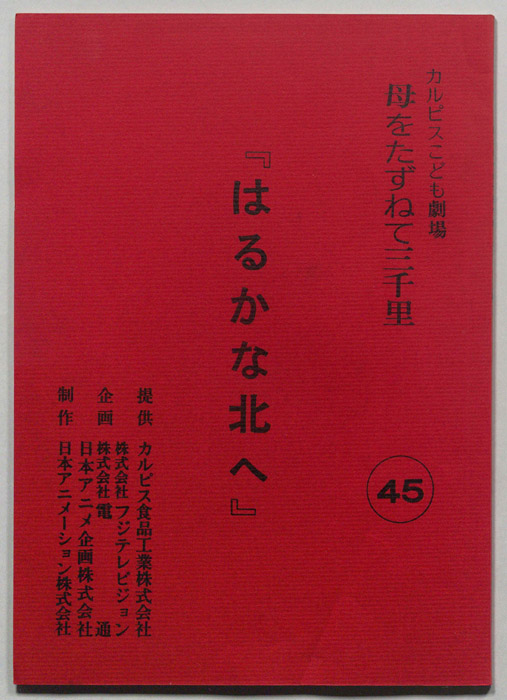 カルピスこども劇場
母をたずねて三千里
45
『はるかな北へ』
提供 カルピス食品工業株式会社
企画 株式会社フジテレビジョン
株式会社電通
日本アニメ企画株式会社
制作 日本アニメーション株式会社